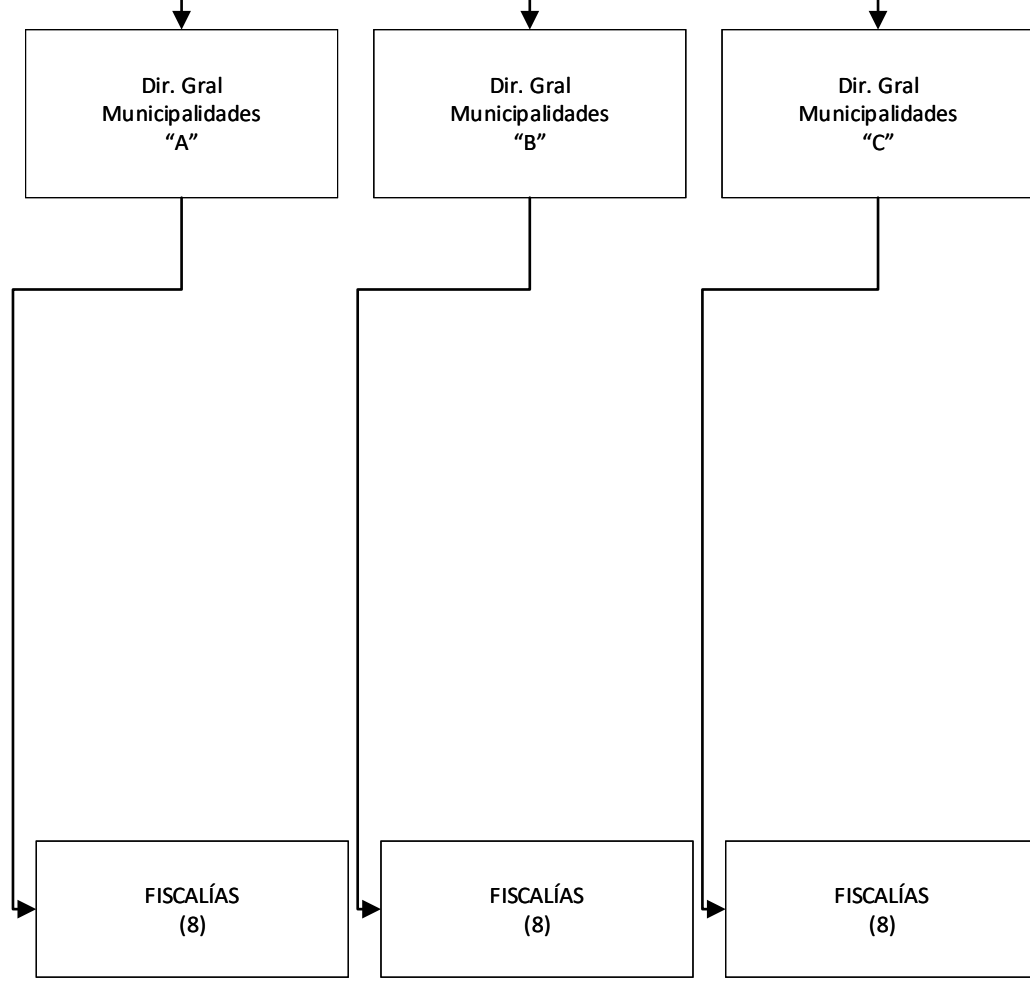 Dir. Gral
Municipalidades
“A”
Dir. Gral
Municipalidades
“B”
Dir. Gral
Municipalidades
“C”
FISCALÍAS
(8)
FISCALÍAS
(8)
FISCALÍAS
(8)